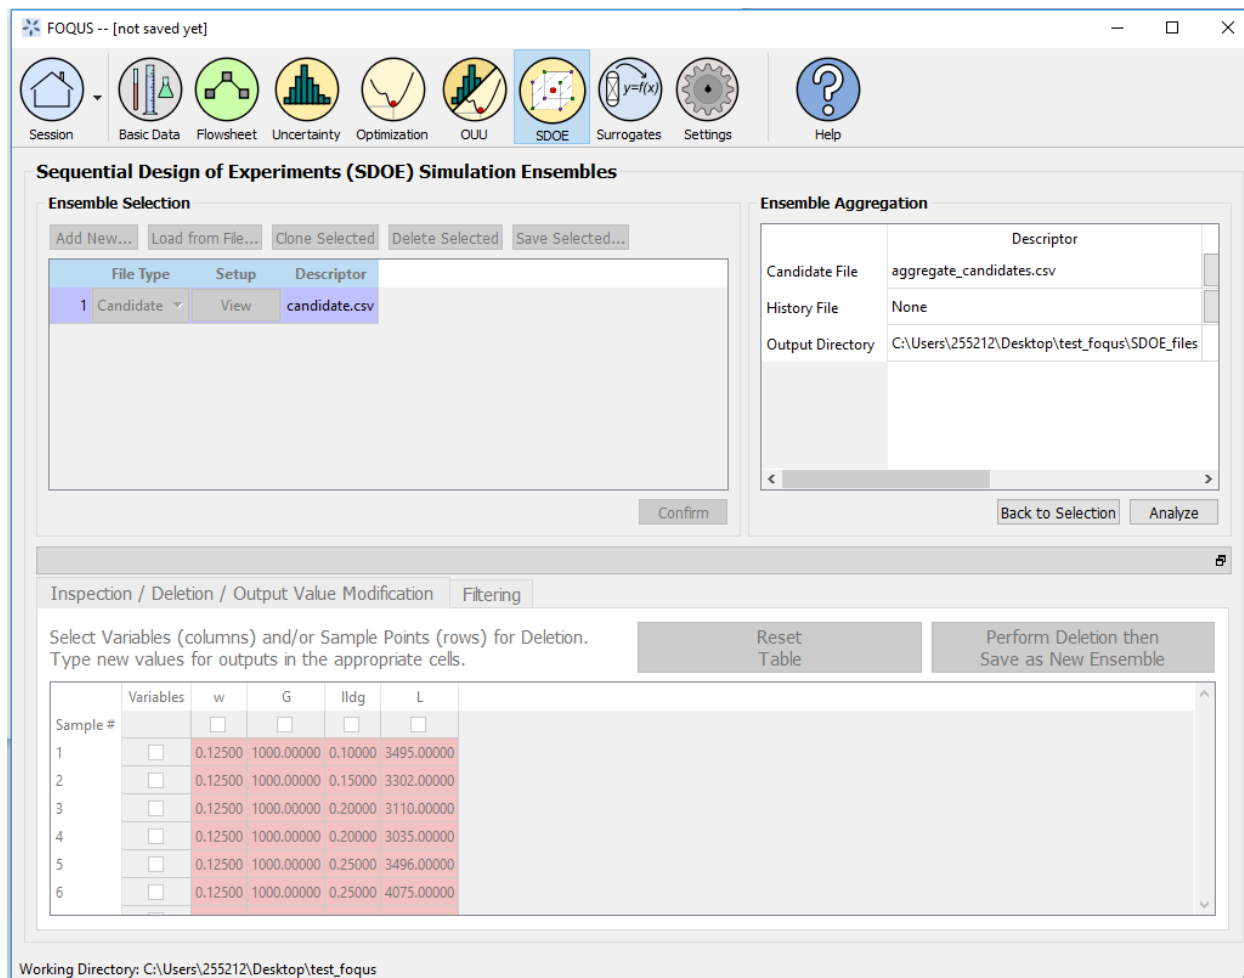 FOQUS -- [not saved yet]
y=f(x)
Session Basic Data Flowsheet Uncertainty Optimization OUU SDOE Surrogates Settings Help
Sequential Design of Experiments (SDOE) Simulation Ensembles
Ensemble Selection
Add New... Load from File... Clone Selected Delete Selected Save Selected...
File Type Setup Descriptor
1 Candidate View candidate.csv
Confirm
Ensemble Aggregation
Descriptor
Candidate File aggregate_candidates.csv
History File None
Output Directory C:\Users\255212\Desktop\test_foqus\SDOE_files
Back to Selection Analyze
Inspection / Deletion / Output Value Modification Filtering
Select Variables (columns) and/or Sample Points (rows) for Deletion.
Type new values for outputs in the appropriate cells.
Reset
Table
Perform Deletion then
Save as New Ensemble
Variables w G lldg L
Sample #
1 0.12500 1000.00000 0.10000 3495.00000
2 0.12500 1000.00000 0.15000 3302.00000
3 0.12500 1000.00000 0.20000 3110.00000
4 0.12500 1000.00000 0.20000 3035.00000
5 0.12500 1000.00000 0.25000 3496.00000
6 0.12500 1000.00000 0.25000 4075.00000
Working Directory: C:\Users\255212\Desktop\test_foqus